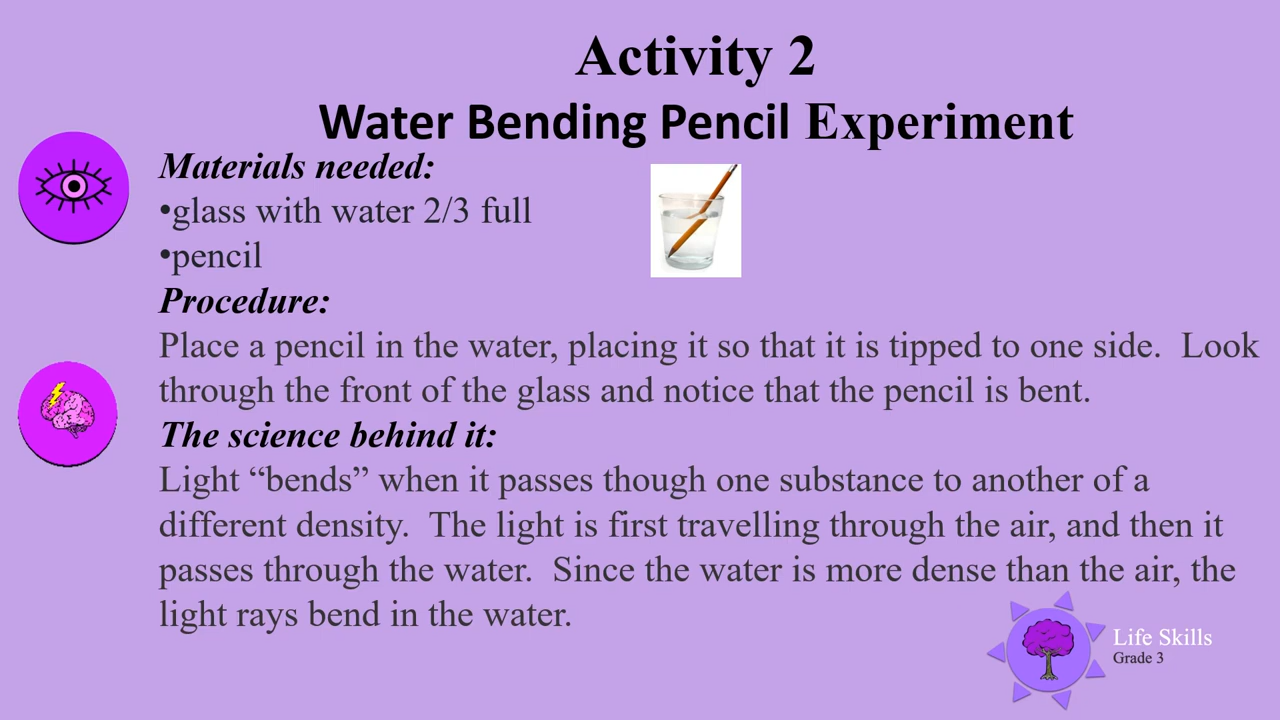 Activity 2
Water Bending Pencil Experiment
Materials needed:
•glass with water 2/3 full
•pencil
Procedure:
Place a pencil in the water, placing it so that it is tipped to one side.  Look
through the front of the glass and notice that the pencil is bent.
The science behind it:
Light “bends” when it passes though one substance to another of a
different density.  The light is first travelling through the air, and then it
passes through the water.  Since the water is more dense than the air, the
light rays bend in the water.
Life Skills
Grade 3